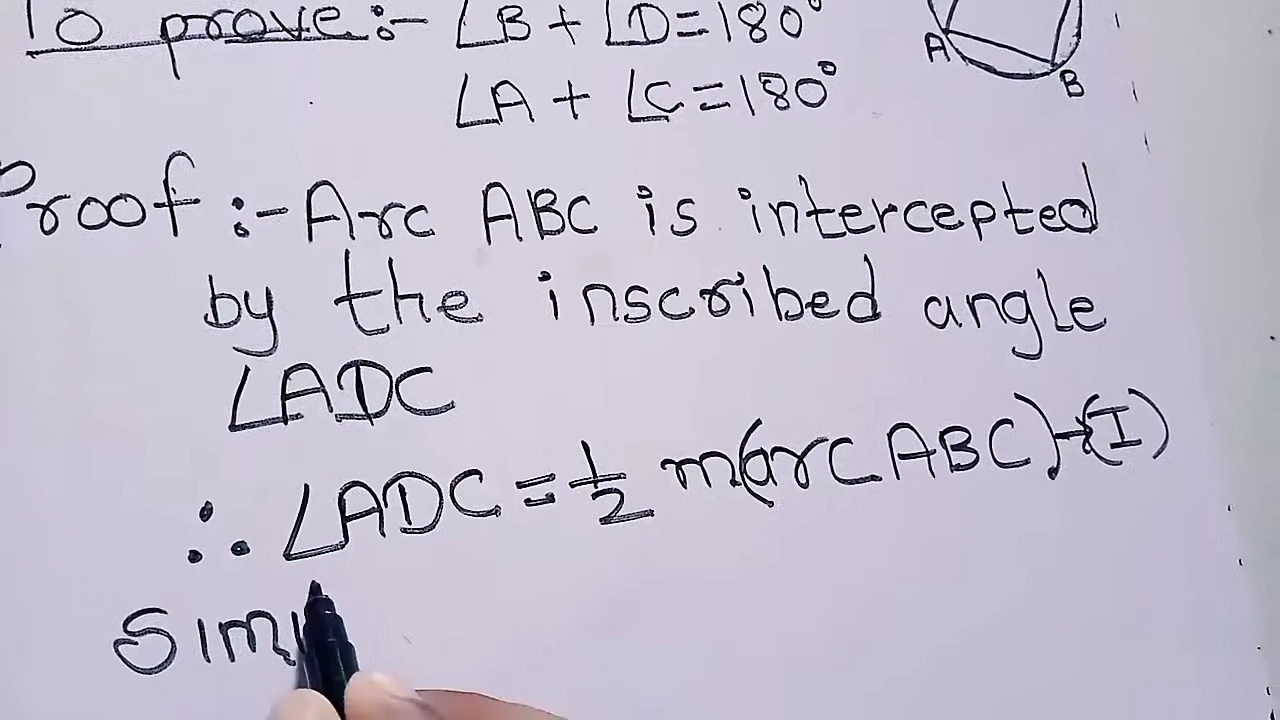 To prove :- ∠B + ∠D = 180°
∠A + ∠C = 180°
A
B
Proof :- Arc ABC is intercepted
by the inscribed angle
∠ADC
∴ ∠ADC = 1/2 m(arc ABC) → (I)
Sim